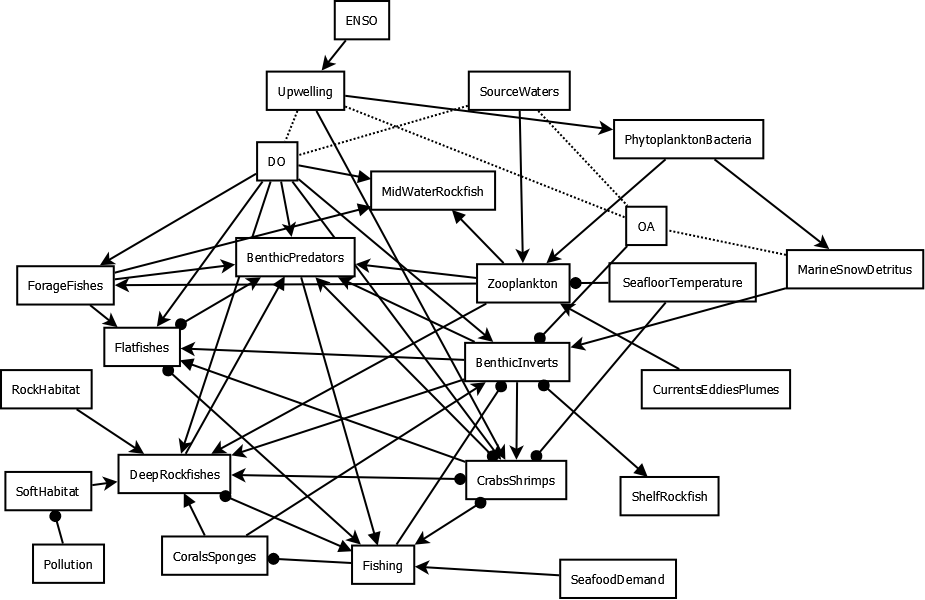 ENSO
Upwelling
SourceWaters
PhytoplanktonBacteria
DO
MidWaterRockfish
OA
BenthicPredators
MarineSnowDetritus
ForageFishes
Zooplankton
SeafloorTemperature
Flatfishes
BenthicInverts
RockHabitat
CurrentsEddiesPlumes
DeepRockfishes
CrabsShrimps
SoftHabitat
ShelfRockfish
CoralsSponges
Pollution
Fishing
SeafoodDemand